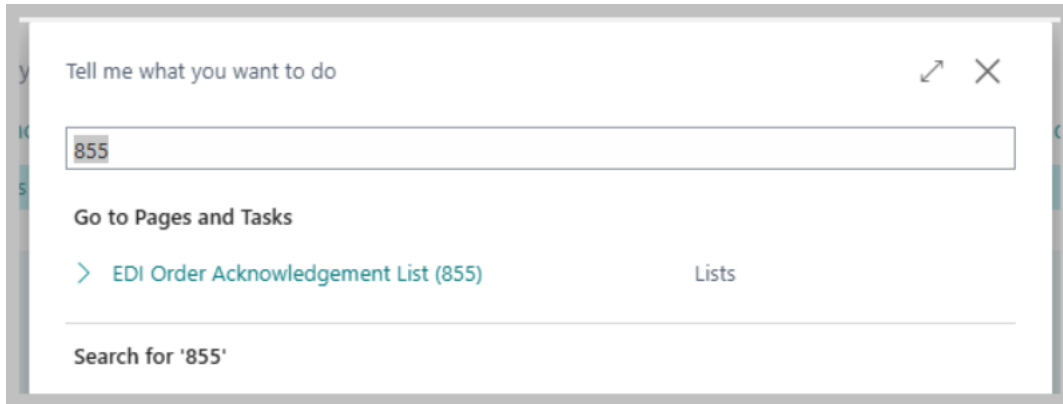 Tell me what you want to do
855
Go to Pages and Tasks
EDI Order Acknowledgement List (855) Lists
Search for '855'